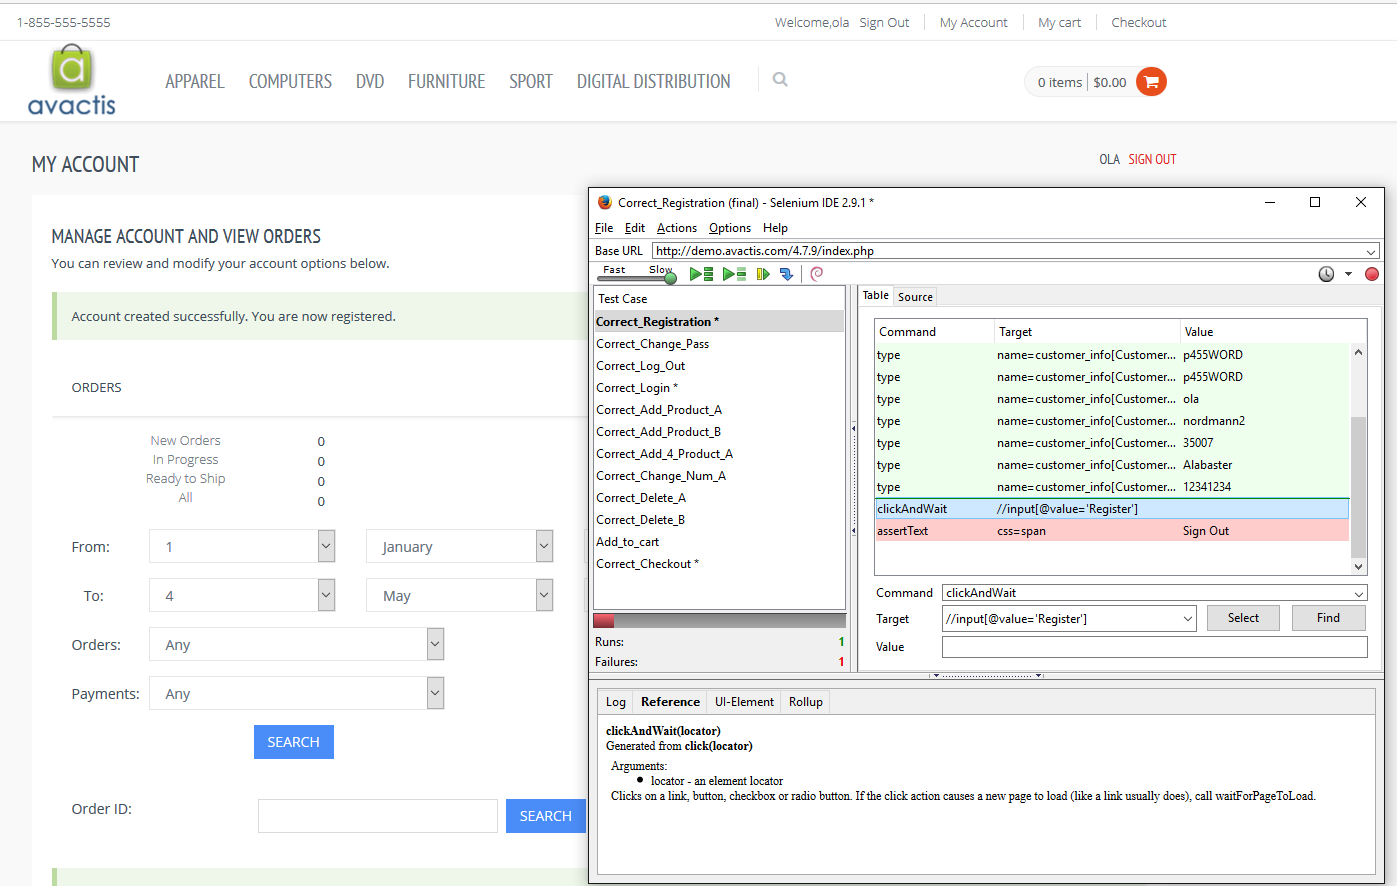 1-855-555-5555
Welcome,ola Sign Out My Account My cart Checkout
avactis
APPAREL COMPUTERS DVD FURNITURE SPORT DIGITAL DISTRIBUTION
0 items $0.00
MY ACCOUNT
OLA SIGN OUT
MANAGE ACCOUNT AND VIEW ORDERS
You can review and modify your account options below.
Account created successfully. You are now registered.
ORDERS
New Orders 0
In Progress 0
Ready to Ship 0
All 0
From: 1 January
To: 4 May
Orders: Any
Payments: Any
SEARCH
Order ID: SEARCH
Correct_Registration (final) - Selenium IDE 2.9.1 *
File Edit Actions Options Help
Base URL http://demo.avactis.com/4.7.9/index.php
Fast Slow
Test Case
Correct_Registration *
Correct_Change_Pass
Correct_Log_Out
Correct_Login *
Correct_Add_Product_A
Correct_Add_Product_B
Correct_Add_4_Product_A
Correct_Change_Num_A
Correct_Delete_A
Correct_Delete_B
Add_to_cart
Correct_Checkout *
Runs: 1
Failures: 1
Table Source
Command Target Value
type name=customer_info[Customer... p455WORD
type name=customer_info[Customer... p455WORD
type name=customer_info[Customer... ola
type name=customer_info[Customer... nordmann2
type name=customer_info[Customer... 35007
type name=customer_info[Customer... Alabaster
type name=customer_info[Customer... 12341234
clickAndWait //input[@value='Register']
assertText css=span Sign Out
Command clickAndWait
Target //input[@value='Register'] Select Find
Value
Log Reference UI-Element Rollup
clickAndWait(locator)
Generated from click(locator)
Arguments:
• locator - an element locator
Clicks on a link, button, checkbox or radio button. If the click action causes a new page to load (like a link usually does), call waitForPageToLoad.